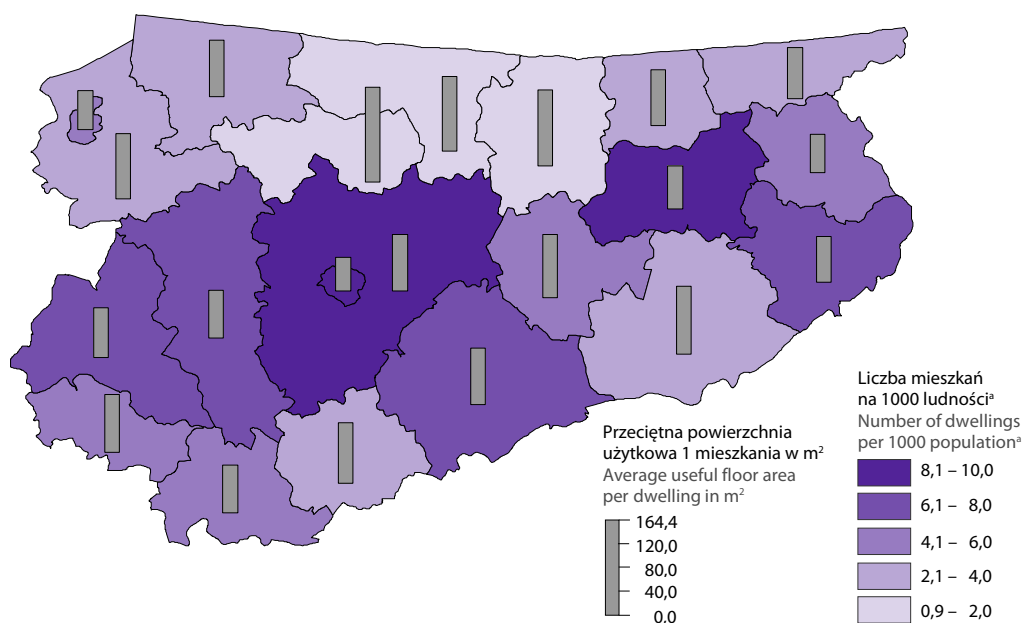 Przeciętna powierzchnia
użytkowa 1 mieszkania w m²
Average useful floor area
per dwelling in m²
164,4
120,0
80,0
40,0
0,0
Liczba mieszkań
na 1000 ludnościᵃ
Number of dwellings
per 1000 populationᵃ
8,1 – 10,0
6,1 – 8,0
4,1 – 6,0
2,1 – 4,0
0,9 – 2,0